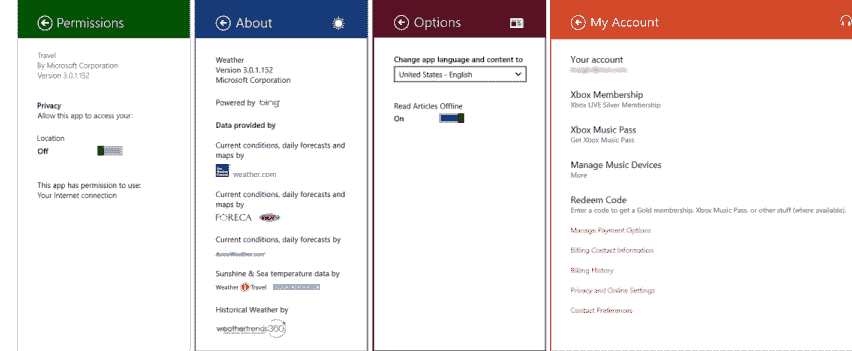 Permissions
Travel
By Microsoft Corporation
Version 3.0.1.152
Privacy
Allow this app to access your:
Location
Off
This app has permission to use:
Your Internet connection
About
Weather
Version 3.0.1.152
Microsoft Corporation
Powered by bing
Data provided by
Current conditions, daily forecasts and
maps by
weather.com
Current conditions, daily forecasts and
maps by
FORECA
Current conditions, daily forecasts by
AccuWeather.com
Sunshine & Sea temperature data by
Weather Travel
Historical Weather by
weathertrends360
Options
Change app language and content to
United States - English
Read Articles Offline
On
My Account
Your account
Xbox Membership
Xbox LIVE Silver Membership
Xbox Music Pass
Get Xbox Music Pass
Manage Music Devices
More
Redeem Code
Enter a code to get a Gold membership, Xbox Music Pass, or other stuff (where available).
Manage Payment Options
Billing Contact Information
Billing History
Privacy and Online Settings
Contact Preferences